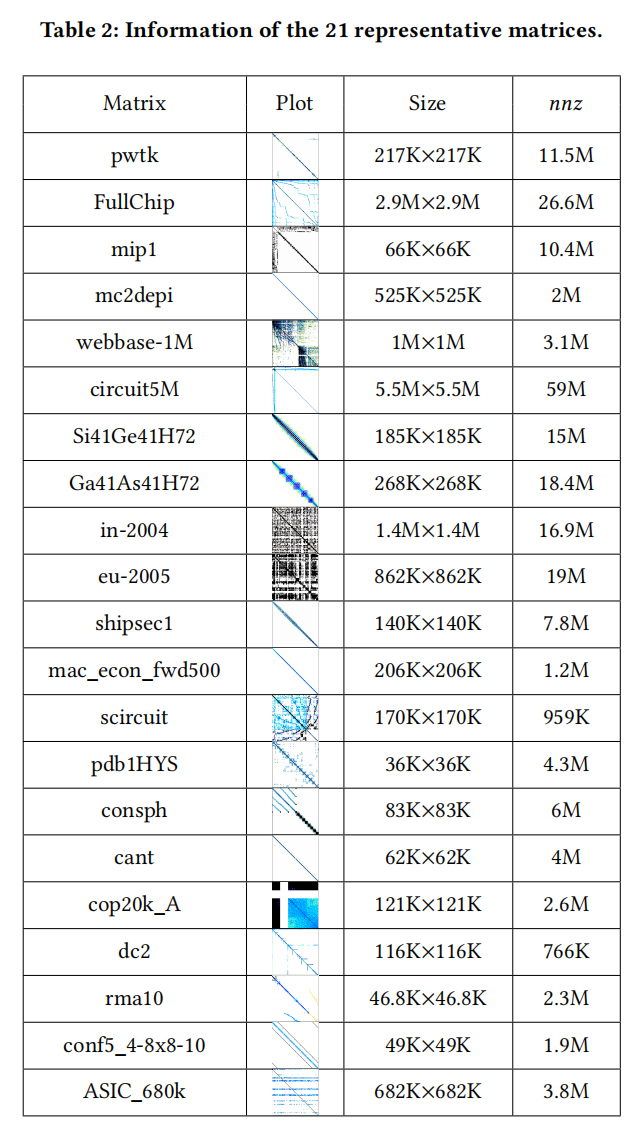 Table 2: Information of the 21 representative matrices.
Matrix Plot Size nnz
pwtk 217K×217K 11.5M
FullChip 2.9M×2.9M 26.6M
mip1 66K×66K 10.4M
mc2depi 525K×525K 2M
webbase-1M 1M×1M 3.1M
circuit5M 5.5M×5.5M 59M
Si41Ge41H72 185K×185K 15M
Ga41As41H72 268K×268K 18.4M
in-2004 1.4M×1.4M 16.9M
eu-2005 862K×862K 19M
shipsec1 140K×140K 7.8M
mac_econ_fwd500 206K×206K 1.2M
scircuit 170K×170K 959K
pdb1HYS 36K×36K 4.3M
consph 83K×83K 6M
cant 62K×62K 4M
cop20k_A 121K×121K 2.6M
dc2 116K×116K 766K
rma10 46.8K×46.8K 2.3M
conf5_4-8x8-10 49K×49K 1.9M
ASIC_680k 682K×682K 3.8M